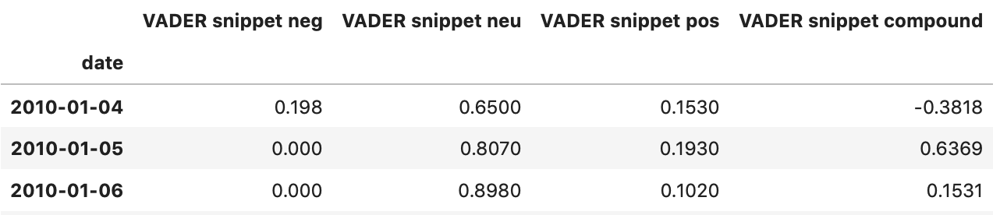 VADER snippet neg VADER snippet neu VADER snippet pos VADER snippet compound
date
2010-01-04 0.198 0.6500 0.1530 -0.3818
2010-01-05 0.000 0.8070 0.1930 0.6369
2010-01-06 0.000 0.8980 0.1020 0.1531